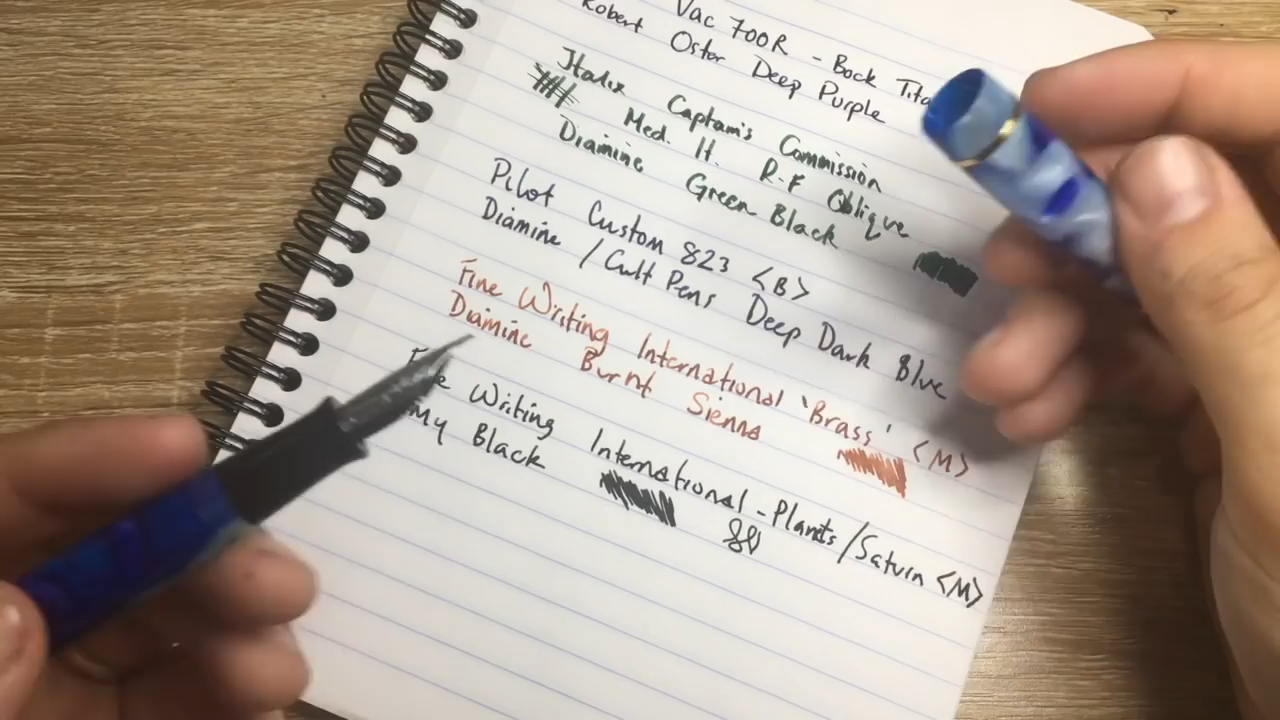 Vac 700R - Bock
Robert Oster Deep Purple
Italix Captain's Commission
Med. It. R-F Oblique
Diamine Green Black
Pilot Custom 823 <B>
Diamine / Cult Pens Deep Dark Blue
Fine Writing International 'Brass' <M>
Diamine Burnt Sienna
Writing International - Planets/Saturn <M>
My Black